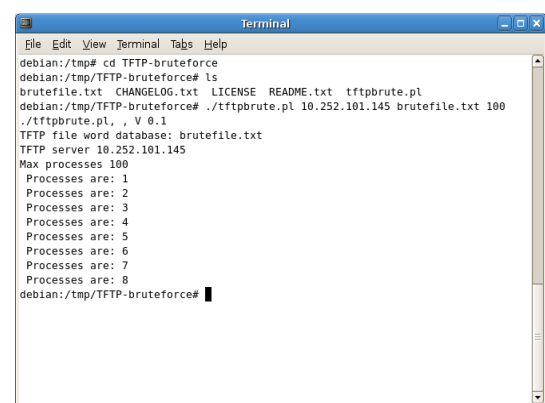 Terminal
File Edit View Terminal Tabs Help
debian:/tmp# cd TFTP-bruteforce
debian:/tmp/TFTP-bruteforce# ls
brutefile.txt  CHANGELOG.txt  LICENSE  README.txt  tftpbrute.pl
debian:/tmp/TFTP-bruteforce# ./tftpbrute.pl 10.252.101.145 brutefile.txt 100
./tftpbrute.pl, , V 0.1
TFTP file word database: brutefile.txt
TFTP server 10.252.101.145
Max processes 100
 Processes are: 1
 Processes are: 2
 Processes are: 3
 Processes are: 4
 Processes are: 5
 Processes are: 6
 Processes are: 7
 Processes are: 8
debian:/tmp/TFTP-bruteforce#